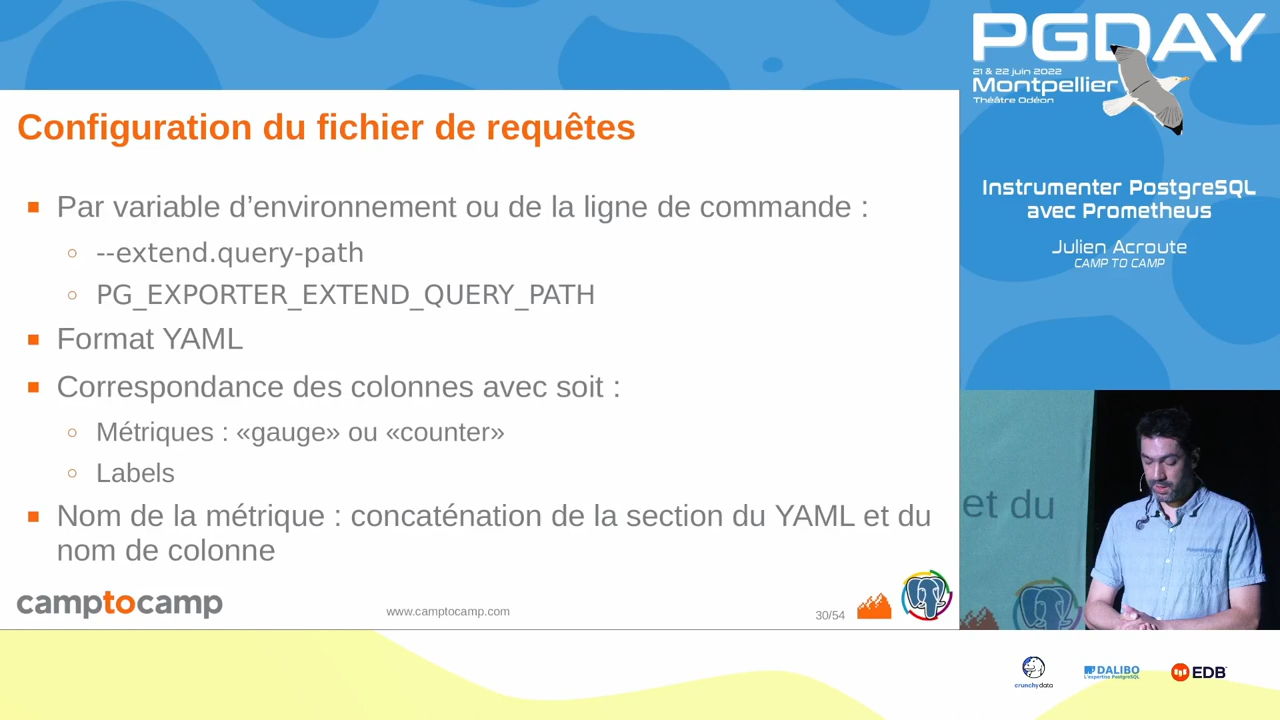 Configuration du fichier de requêtes
Par variable d’environnement ou de la ligne de commande :
--extend.query-path
PG_EXPORTER_EXTEND_QUERY_PATH
Format YAML
Correspondance des colonnes avec soit :
Métriques : «gauge» ou «counter»
Labels
Nom de la métrique : concaténation de la section du YAML et du
nom de colonne
camptocamp
www.camptocamp.com
30/54
PGDAY
21 & 22 juin 2022
Montpellier
Théâtre Odéon
Instrumenter PostgreSQL
avec Prometheus
Julien Acroute
CAMP TO CAMP
et du
crunchydata
DALIBO
L'expertise PostgreSQL
EDB